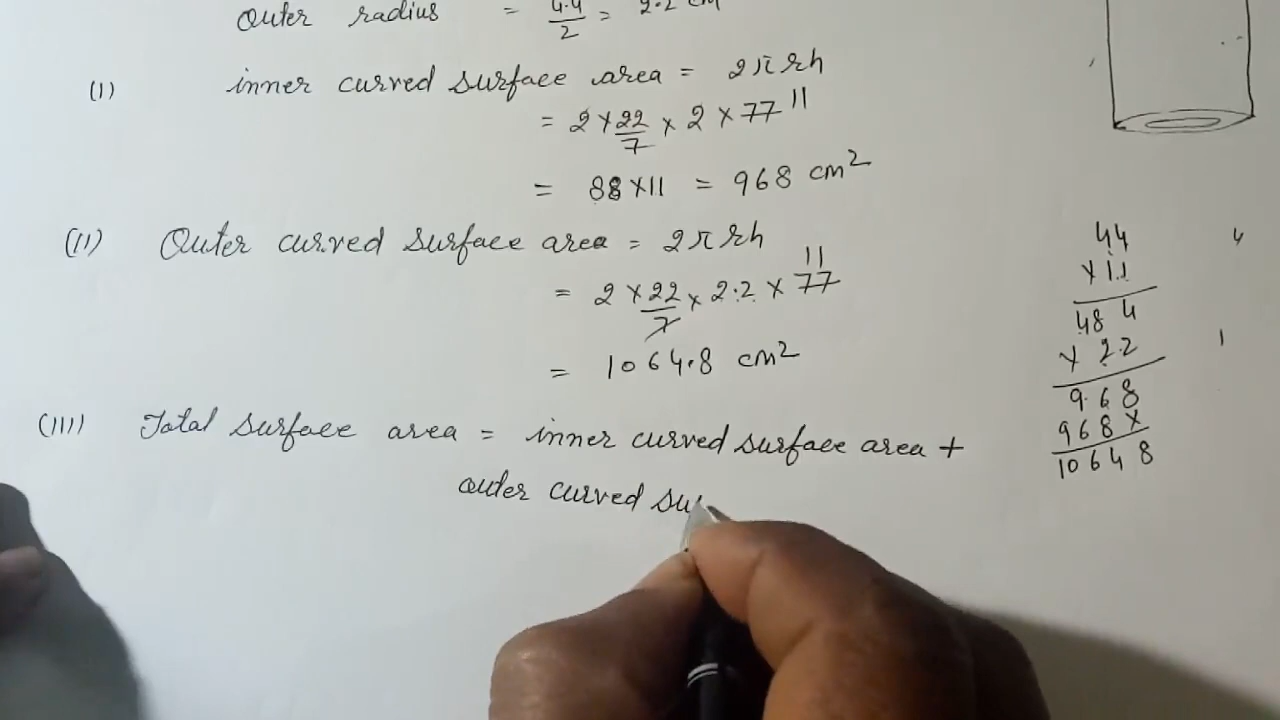 Outer radius = 4.4/2 = 2.2 cm
(I) inner curved surface area = 2πrh
= 2 × 22/7 × 2 × 77 11
= 88 × 11 = 968 cm²
(II) Outer curved surface area = 2πrh
= 2 × 22/7 × 2.2 × 77 11
= 1064.8 cm²
(III) Total surface area = inner curved surface area +
outer curved su
44
× 11
484
× 22
968
968×
10648